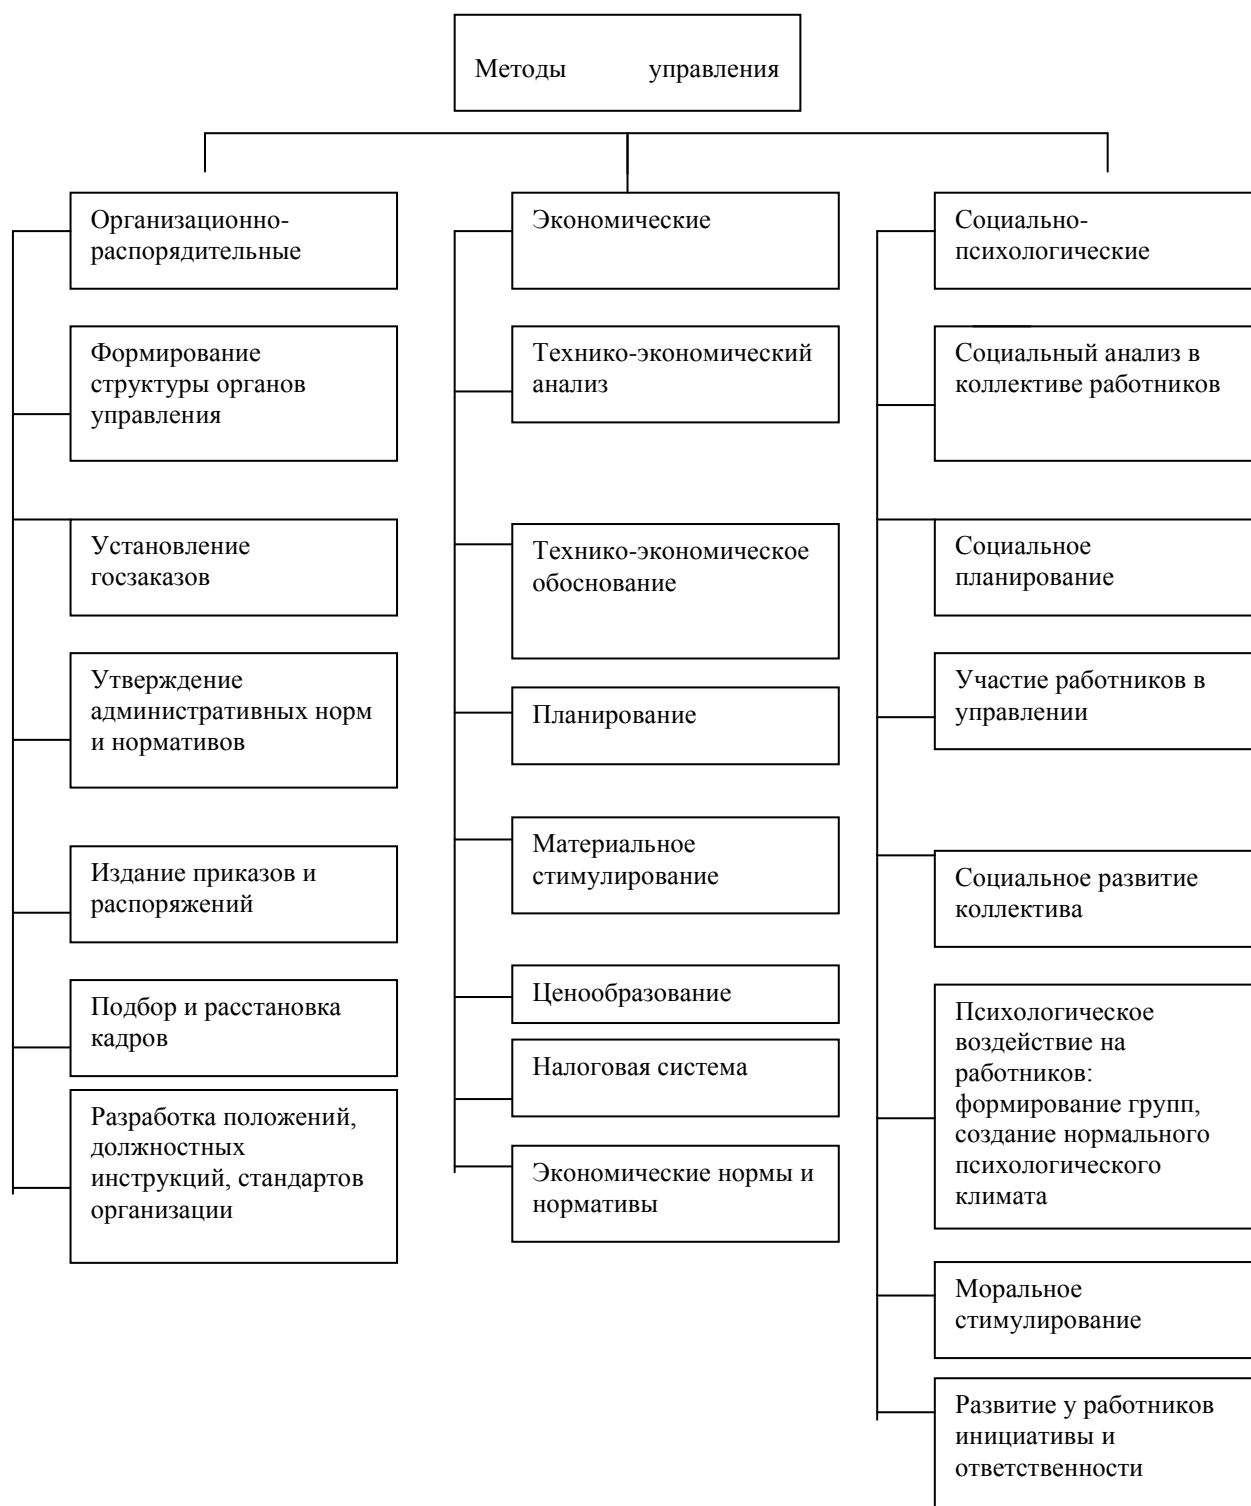 Методы управления
Организационно-
распорядительные
Формирование
структуры органов
управления
Установление
госзаказов
Утверждение
административных норм
и нормативов
Издание приказов и
распоряжений
Подбор и расстановка
кадров
Разработка положений,
должностных
инструкций, стандартов
организации
Экономические
Технико-экономический
анализ
Технико-экономическое
обоснование
Планирование
Материальное
стимулирование
Ценообразование
Налоговая система
Экономические нормы и
нормативы
Социально-
психологические
Социальный анализ в
коллективе работников
Социальное
планирование
Участие работников в
управлении
Социальное развитие
коллектива
Психологическое
воздействие на
работников:
формирование групп,
создание нормального
психологического
климата
Моральное
стимулирование
Развитие у работников
инициативы и
ответственности